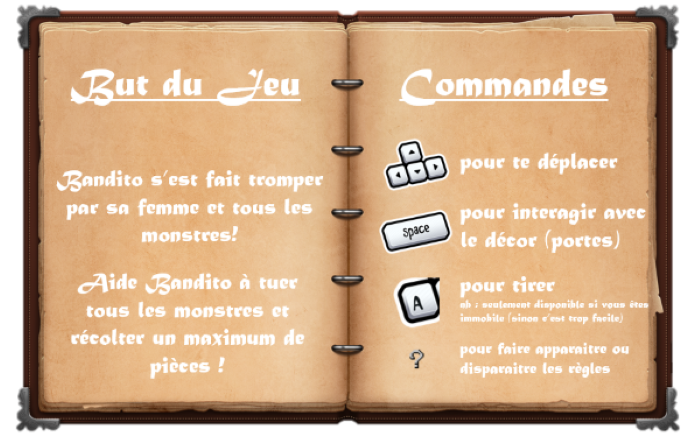 But du Jeu
Bandito s'est fait tromper
par sa femme et tous les
monstres!
Aide Bandito à tuer
tous les monstres et
récolter un maximum de
pièces !
Commandes
pour te déplacer
space
pour interagir avec
le décor (portes)
A
pour tirer
nb : seulement disponible si vous êtes
immobile (sinon c'est trop facile)
?
pour faire apparaitre ou
disparaitre les règles